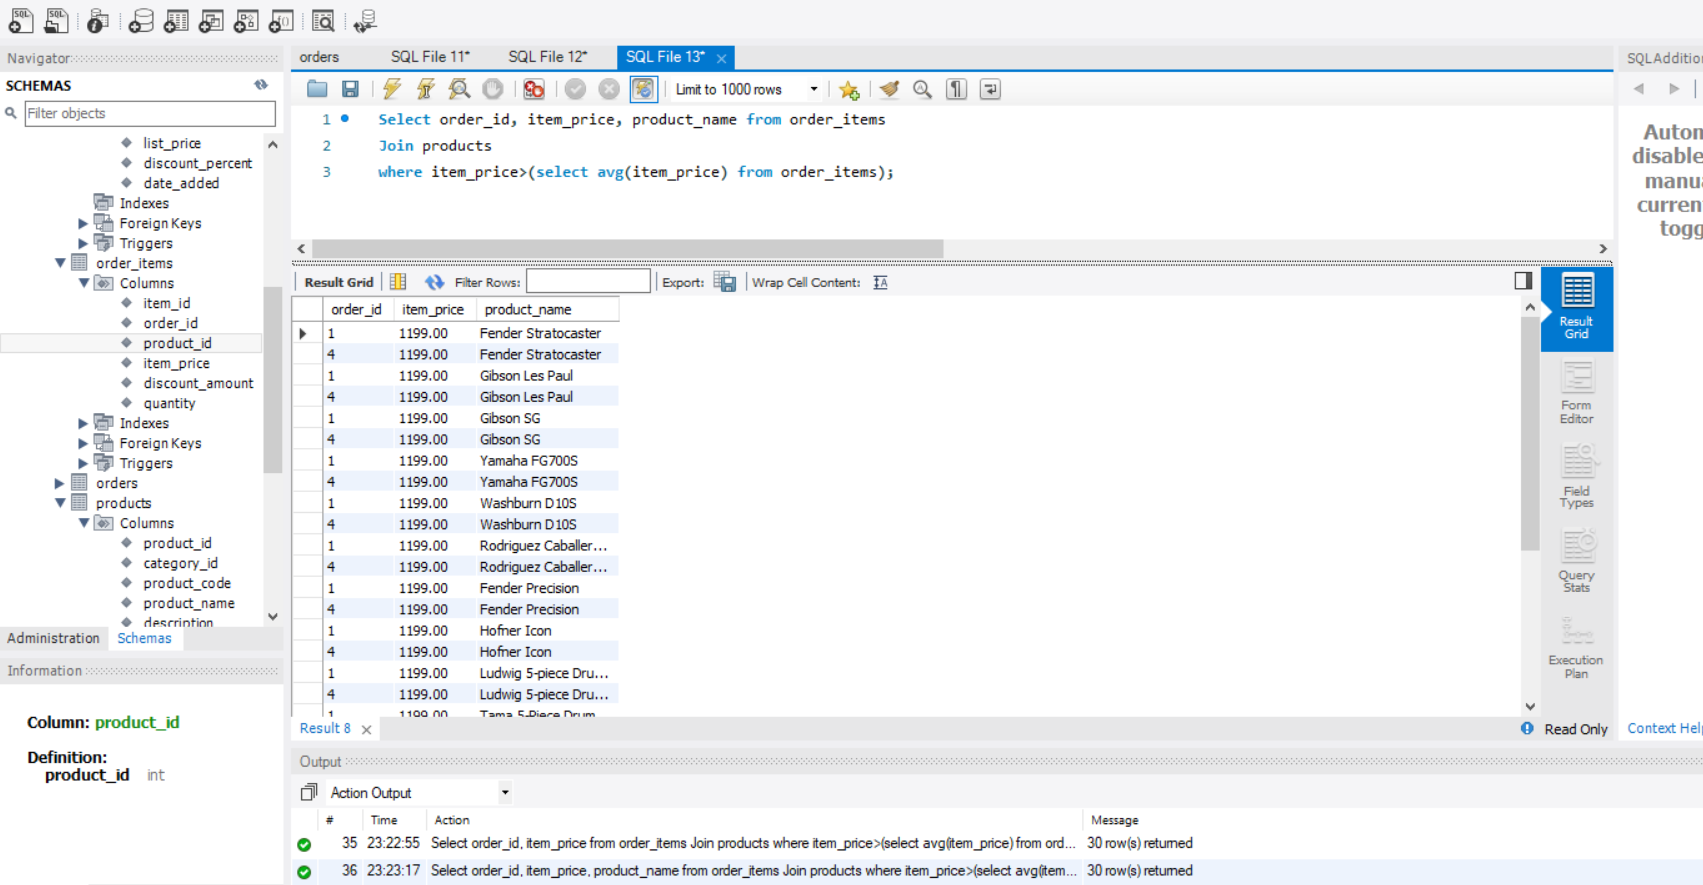 SQL SQL
Navigator
SCHEMAS
Filter objects
list_price
discount_percent
date_added
Indexes
Foreign Keys
Triggers
order_items
Columns
item_id
order_id
product_id
item_price
discount_amount
quantity
Indexes
Foreign Keys
Triggers
orders
products
Columns
product_id
category_id
product_code
product_name
description
Administration Schemas
Information
Column: product_id
Definition:
product_id int
orders SQL File 11* SQL File 12* SQL File 13*
Limit to 1000 rows
1 Select order_id, item_price, product_name from order_items
2 Join products
3 where item_price>(select avg(item_price) from order_items);
Result Grid Filter Rows: Export: Wrap Cell Content:
order_id item_price product_name
1 1199.00 Fender Stratocaster
4 1199.00 Fender Stratocaster
1 1199.00 Gibson Les Paul
4 1199.00 Gibson Les Paul
1 1199.00 Gibson SG
4 1199.00 Gibson SG
1 1199.00 Yamaha FG700S
4 1199.00 Yamaha FG700S
1 1199.00 Washburn D10S
4 1199.00 Washburn D10S
1 1199.00 Rodriguez Caballer...
4 1199.00 Rodriguez Caballer...
1 1199.00 Fender Precision
4 1199.00 Fender Precision
1 1199.00 Hofner Icon
4 1199.00 Hofner Icon
1 1199.00 Ludwig 5-piece Dru...
4 1199.00 Ludwig 5-piece Dru...
1 1199.00 Tama 5-Piece Drum
Result
Grid
Form
Editor
Field
Types
Query
Stats
Execution
Plan
Result 8 Read Only
Output
Action Output
# Time Action Message
35 23:22:55 Select order_id, item_price from order_items Join products where item_price>(select avg(item_price) from ord... 30 row(s) returned
36 23:23:17 Select order_id, item_price, product_name from order_items Join products where item_price>(select avg(item... 30 row(s) returned
SQLAdditio
Auton
disable
manu
curren
togg
Context Help